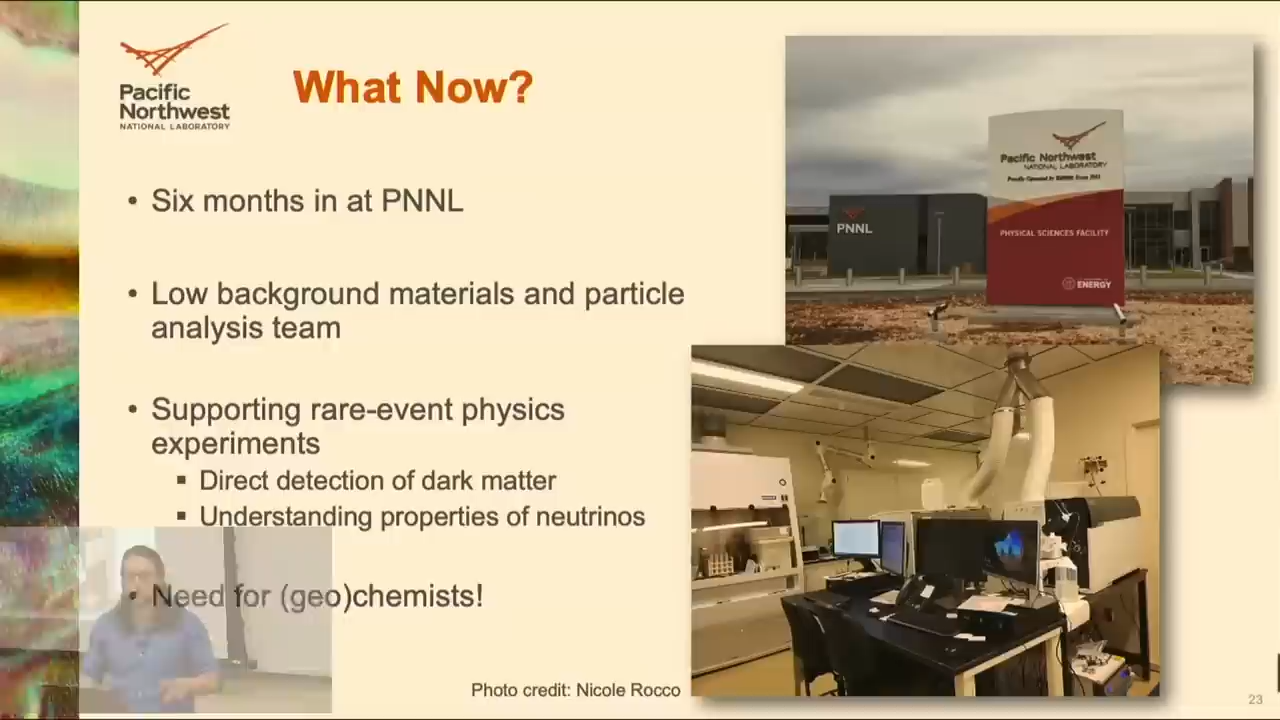 Pacific
Northwest
NATIONAL LABORATORY
What Now?
• Six months in at PNNL
• Low background materials and particle
analysis team
• Supporting rare-event physics
experiments
▪ Direct detection of dark matter
▪ Understanding properties of neutrinos
• Need for (geo)chemists!
Photo credit: Nicole Rocco
PNNL
Pacific Northwest
NATIONAL LABORATORY
PHYSICAL SCIENCES FACILITY
ENERGY
23